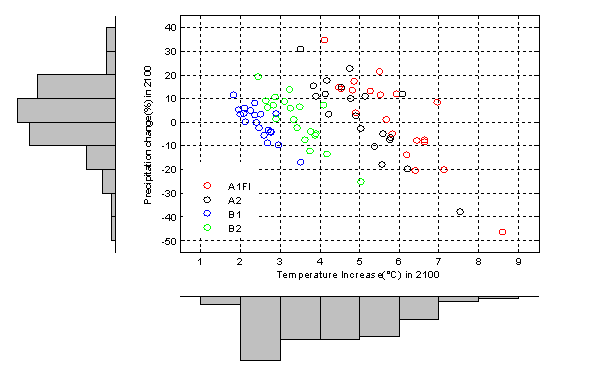 40
30
20
10
0
-10
-20
-30
-40
-50
Precipitation change(%) in 2100
A1FI
A2
B1
B2
1 2 3 4 5 6 7 8 9
Temperature Increase(°C) in 2100